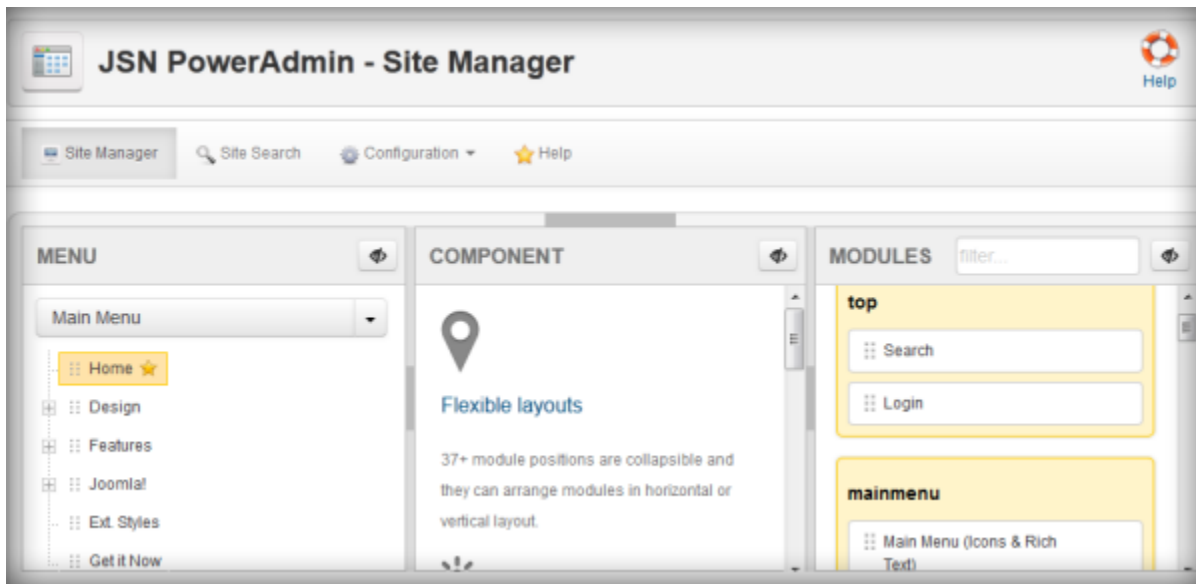 JSN PowerAdmin - Site Manager
Help
Site Manager
Site Search
Configuration
Help
MENU
Main Menu
Home
Design
Features
Joomla!
Ext. Styles
Get it Now
COMPONENT
Flexible layouts
37+ module positions are collapsible and
they can arrange modules in horizontal or
vertical layout.
MODULES
filter...
top
Search
Login
mainmenu
Main Menu (Icons & Rich
Text)